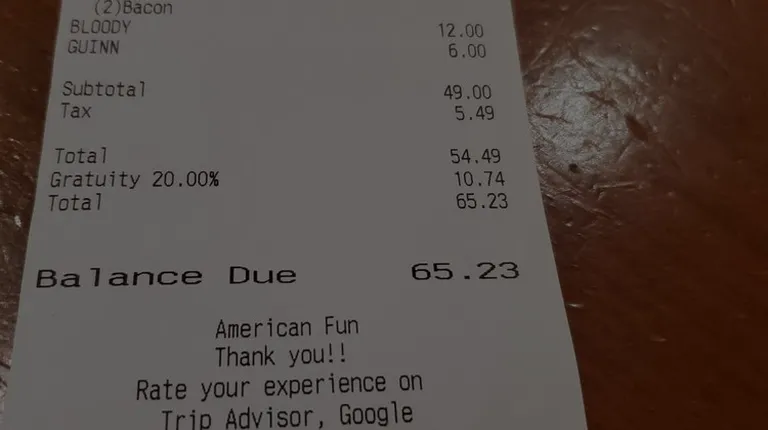 (2)Bacon
BLOODY 12.00
GUINN 6.00
Subtotal 49.00
Tax 5.49
Total 54.49
Gratuity 20.00% 10.74
Total 65.23
Balance Due 65.23
American Fun
Thank you!!
Rate your experience on
Trip Advisor, Google